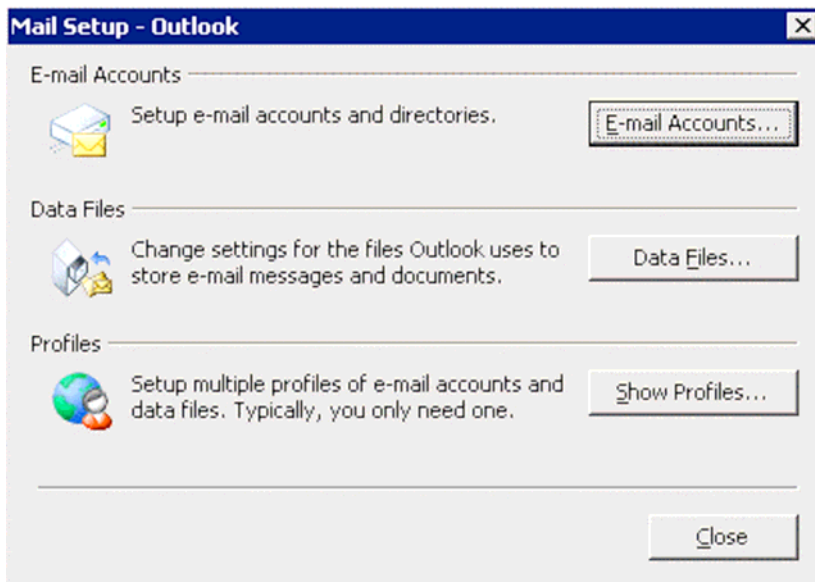 Mail Setup - Outlook
E-mail Accounts
Setup e-mail accounts and directories.
E-mail Accounts...
Data Files
Change settings for the files Outlook uses to
store e-mail messages and documents.
Data Files...
Profiles
Setup multiple profiles of e-mail accounts and
data files. Typically, you only need one.
Show Profiles...
Close